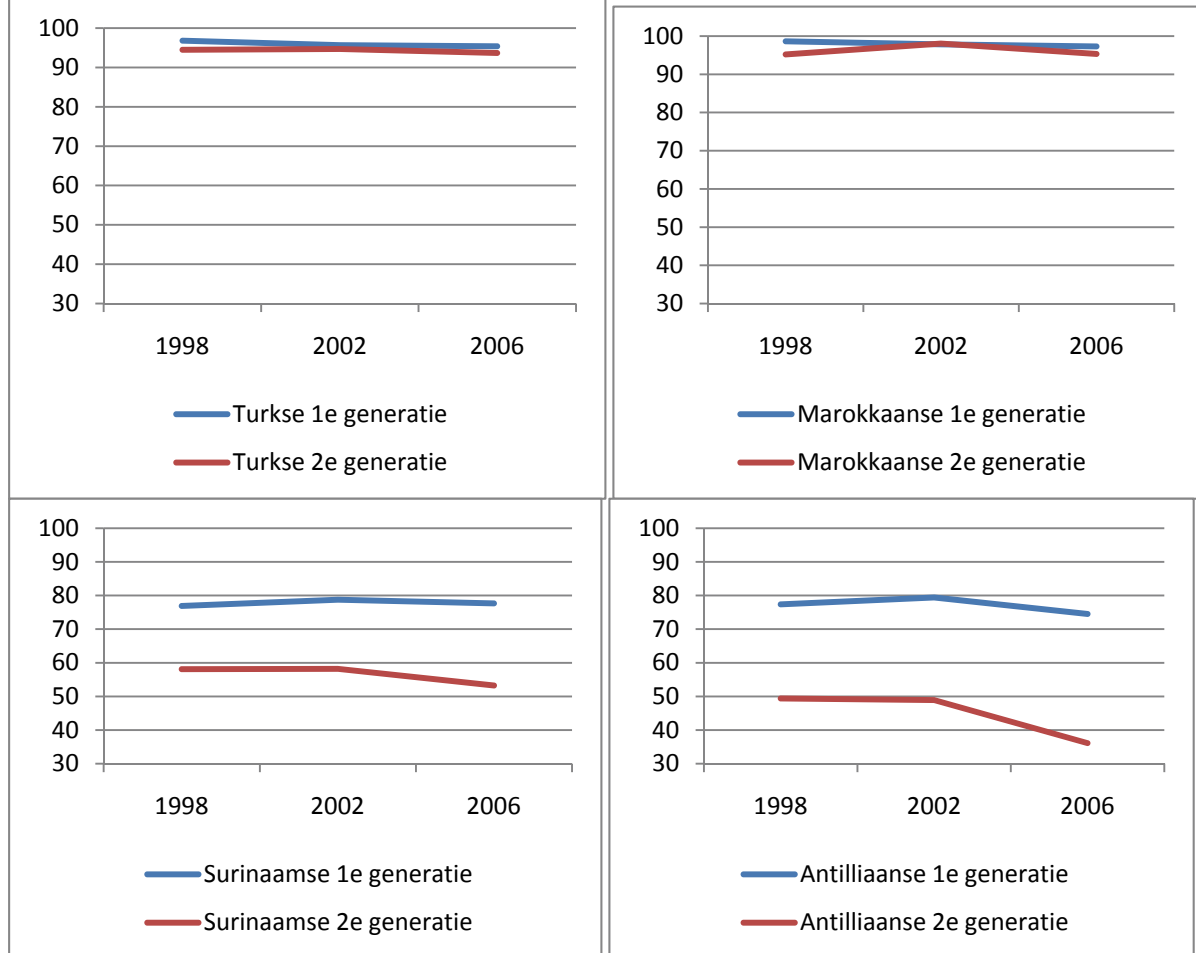 100
90
80
70
60
50
40
30
1998 2002 2006
Turkse 1e generatie
Turkse 2e generatie
100
90
80
70
60
50
40
30
1998 2002 2006
Marokkaanse 1e generatie
Marokkaanse 2e generatie
100
90
80
70
60
50
40
30
1998 2002 2006
Surinaamse 1e generatie
Surinaamse 2e generatie
100
90
80
70
60
50
40
30
1998 2002 2006
Antilliaanse 1e generatie
Antilliaanse 2e generatie